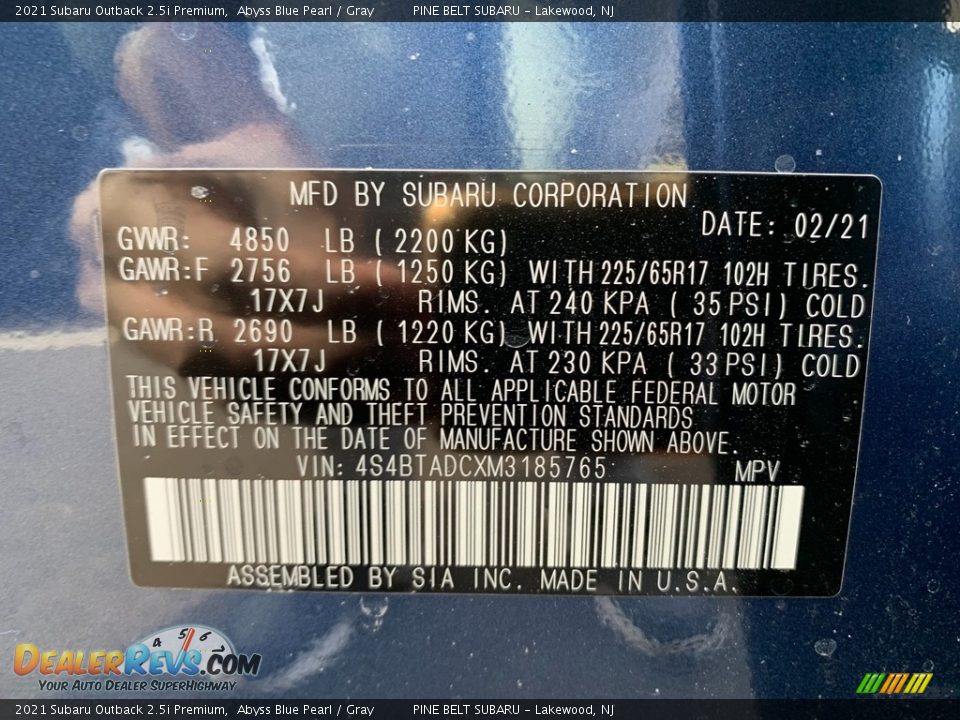 2021 Subaru Outback 2.5i Premium, Abyss Blue Pearl / Gray PINE BELT SUBARU - Lakewood, NJ
MFD BY SUBARU CORPORATION
DATE: 02/21
GVWR: 4850 LB (2200 KG)
GAWR:F 2756 LB (1250 KG) WITH 225/65R17 102H TIRES.
17X7J RIMS. AT 240 KPA (35 PSI) COLD
GAWR:R 2690 LB (1220 KG) WITH 225/65R17 102H TIRES.
17X7J RIMS. AT 230 KPA (33 PSI) COLD
THIS VEHICLE CONFORMS TO ALL APPLICABLE FEDERAL MOTOR
VEHICLE SAFETY AND THEFT PREVENTION STANDARDS
IN EFFECT ON THE DATE OF MANUFACTURE SHOWN ABOVE.
VIN: 4S4BTADCXM3185765 MPV
ASSEMBLED BY SIA INC. MADE IN U.S.A.
4 5 6
DEALERREVS.COM
YOUR AUTO DEALER SUPERHIGHWAY
2021 Subaru Outback 2.5i Premium, Abyss Blue Pearl / Gray PINE BELT SUBARU - Lakewood, NJ